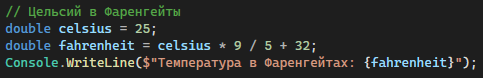 // Цельсий в Фаренгейты
double celsius = 25;
double fahrenheit = celsius * 9 / 5 + 32;
Console.WriteLine($"Температура в Фаренгейтах: {fahrenheit}");